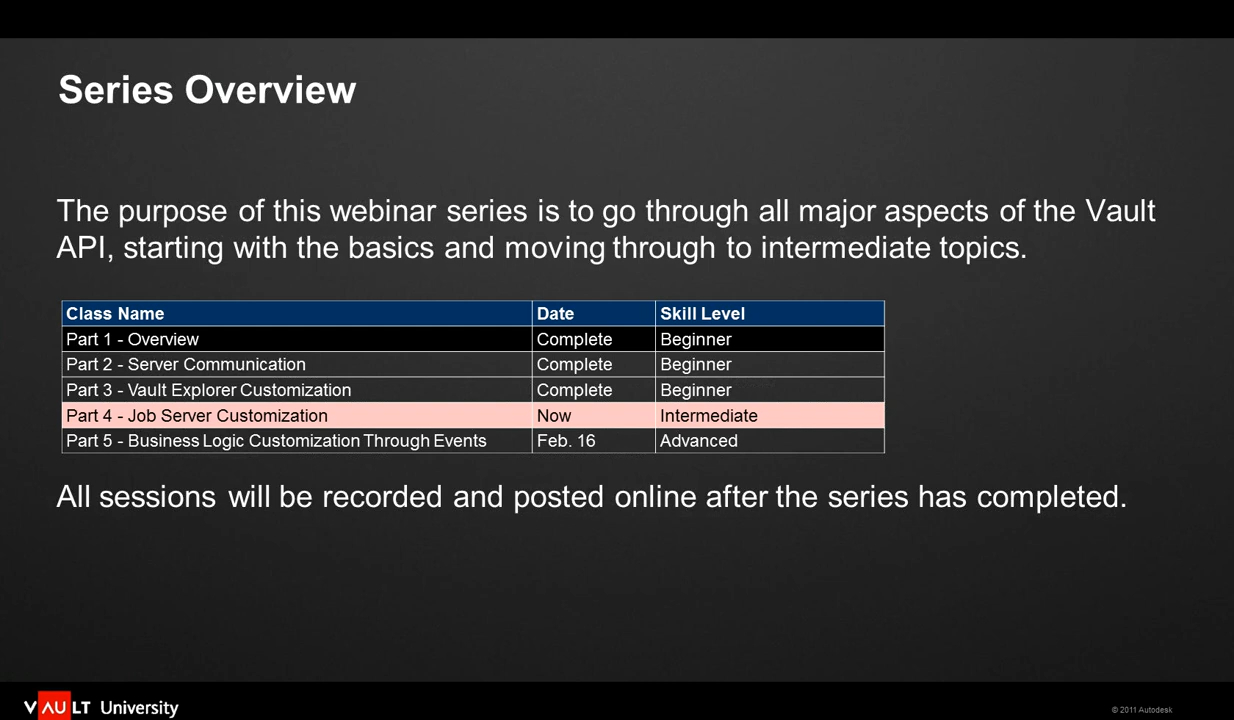 Series Overview
The purpose of this webinar series is to go through all major aspects of the Vault
API, starting with the basics and moving through to intermediate topics.
Class Name Date Skill Level
Part 1 - Overview Complete Beginner
Part 2 - Server Communication Complete Beginner
Part 3 - Vault Explorer Customization Complete Beginner
Part 4 - Job Server Customization Now Intermediate
Part 5 - Business Logic Customization Through Events Feb. 16 Advanced
All sessions will be recorded and posted online after the series has completed.
VAULT University
© 2011 Autodesk